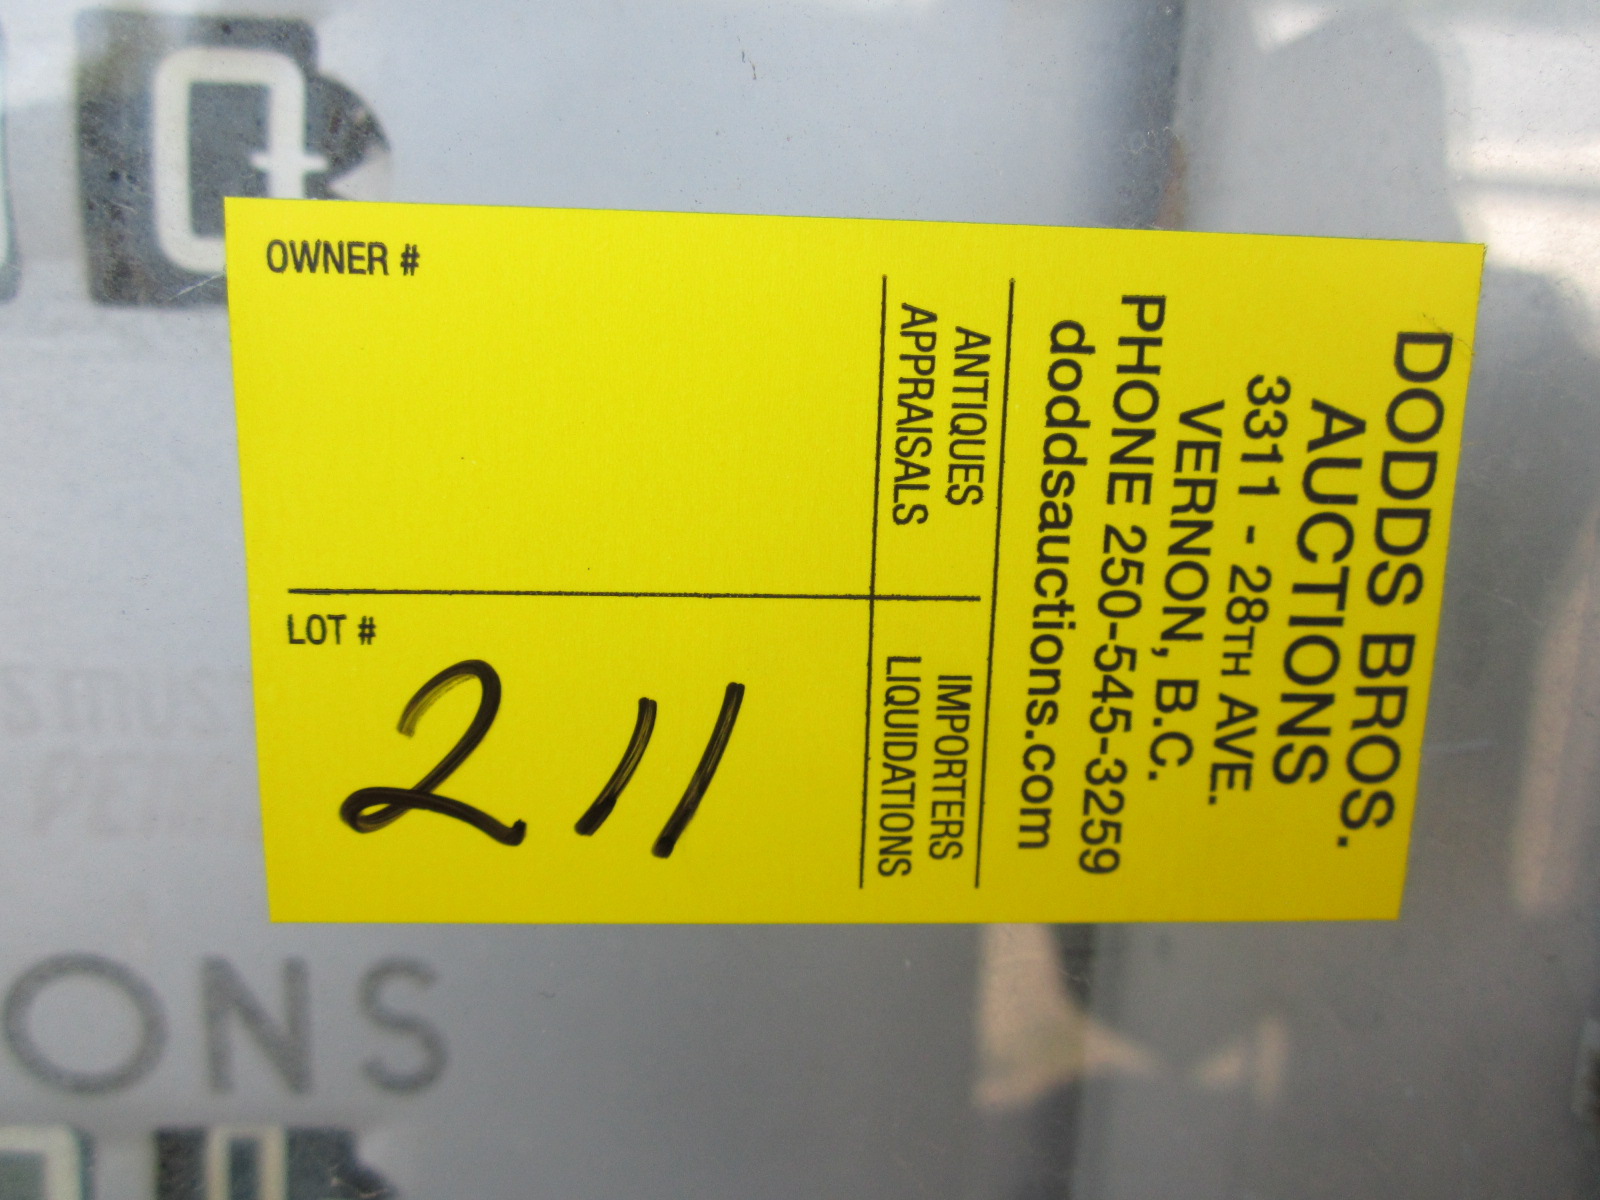 DODDS BROS.
AUCTIONS
3311 - 28TH AVE.
VERNON, B.C.
PHONE 250-545-3259
doddsauctions.com
ANTIQUES
APPRAISALS
IMPORTERS
LIQUIDATIONS
OWNER #
LOT #
211
ONS